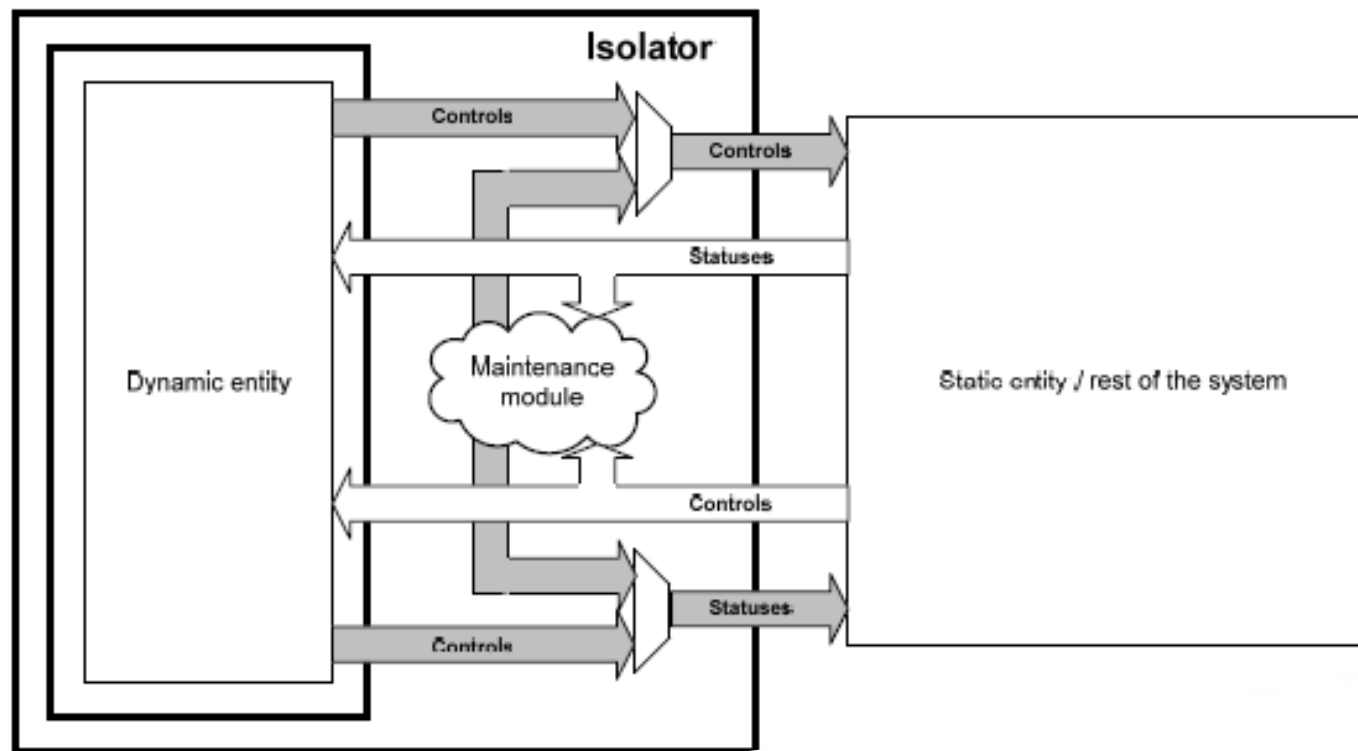 Isolator
Controls
Controls
Statuses
Maintenance
module
Dynamic entity
Static entity / rest of the system
Controls
Statuses
Controls